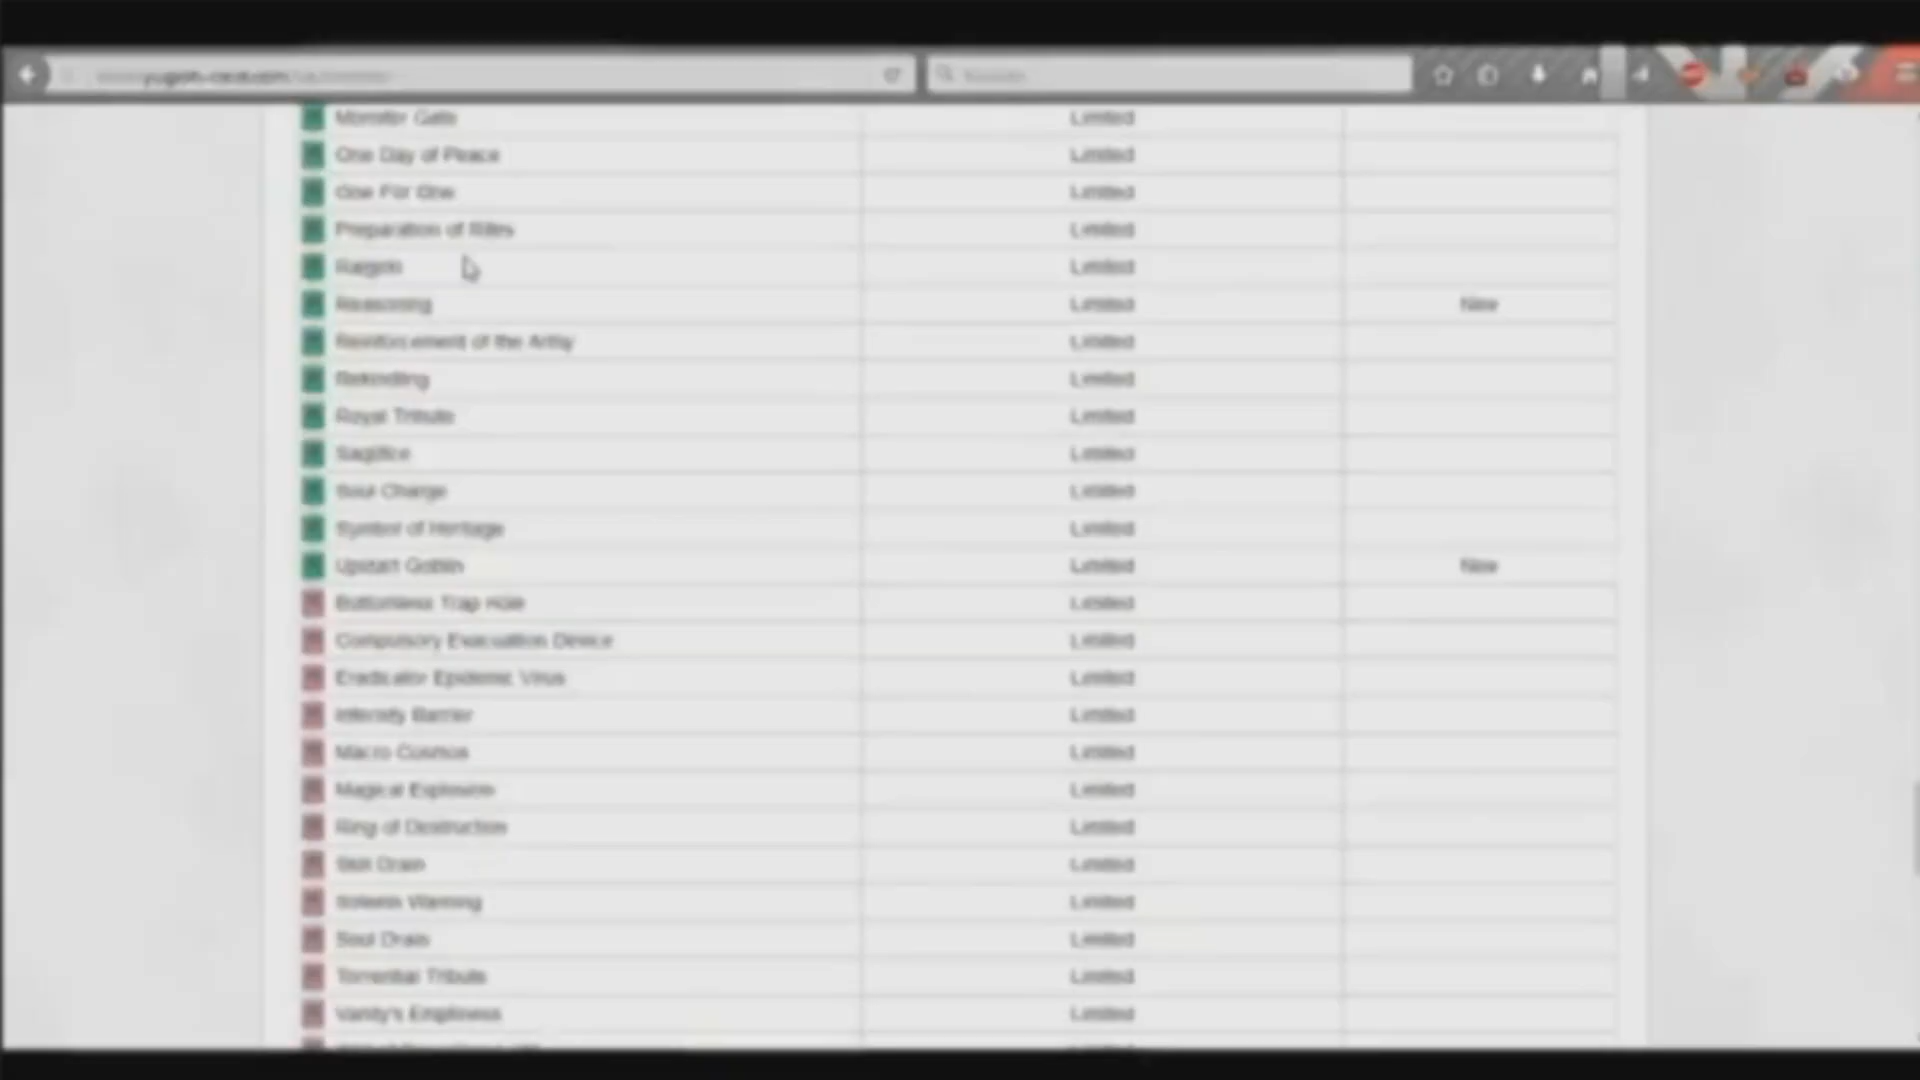 Monster Gate Limited
One Day of Peace Limited
One For One Limited
Preparation of Rites Limited
Raigeki Limited
Reasoning Limited New
Reinforcement of the Army Limited
Rekindling Limited
Royal Tribute Limited
Sacrifice Limited
Soul Charge Limited
Symbol of Heritage Limited
Upstart Goblin Limited New
Bottomless Trap Hole Limited
Compulsory Evacuation Device Limited
Eradicator Epidemic Virus Limited
Infernity Barrier Limited
Macro Cosmos Limited
Magical Explosion Limited
Ring of Destruction Limited
Skill Drain Limited
Solemn Warning Limited
Soul Drain Limited
Torrential Tribute Limited
Vanity's Emptiness Limited